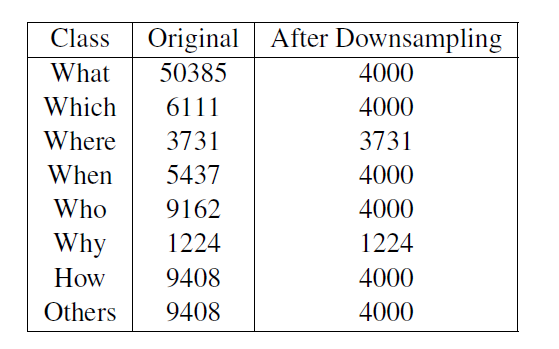 Class Original After Downsampling
What 50385 4000
Which 6111 4000
Where 3731 3731
When 5437 4000
Who 9162 4000
Why 1224 1224
How 9408 4000
Others 9408 4000